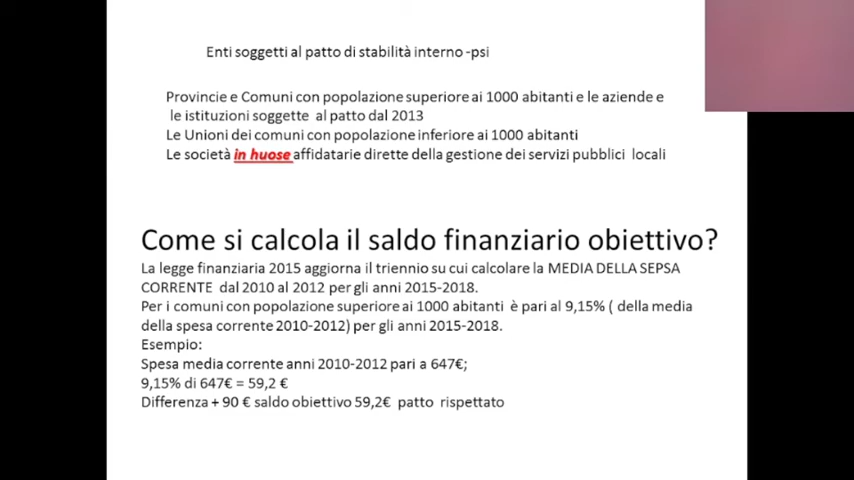 Enti soggetti al patto di stabilità interno -psi
Provincie e Comuni con popolazione superiore ai 1000 abitanti e le aziende e
le istituzioni soggette al patto dal 2013
Le Unioni dei comuni con popolazione inferiore ai 1000 abitanti
Le società in huose affidatarie dirette della gestione dei servizi pubblici locali
Come si calcola il saldo finanziario obiettivo?
La legge finanziaria 2015 aggiorna il triennio su cui calcolare la MEDIA DELLA SEPSA
CORRENTE dal 2010 al 2012 per gli anni 2015-2018.
Per i comuni con popolazione superiore ai 1000 abitanti è pari al 9,15% ( della media
della spesa corrente 2010-2012) per gli anni 2015-2018.
Esempio:
Spesa media corrente anni 2010-2012 pari a 647€;
9,15% di 647€ = 59,2 €
Differenza + 90 € saldo obiettivo 59,2€ patto rispettato